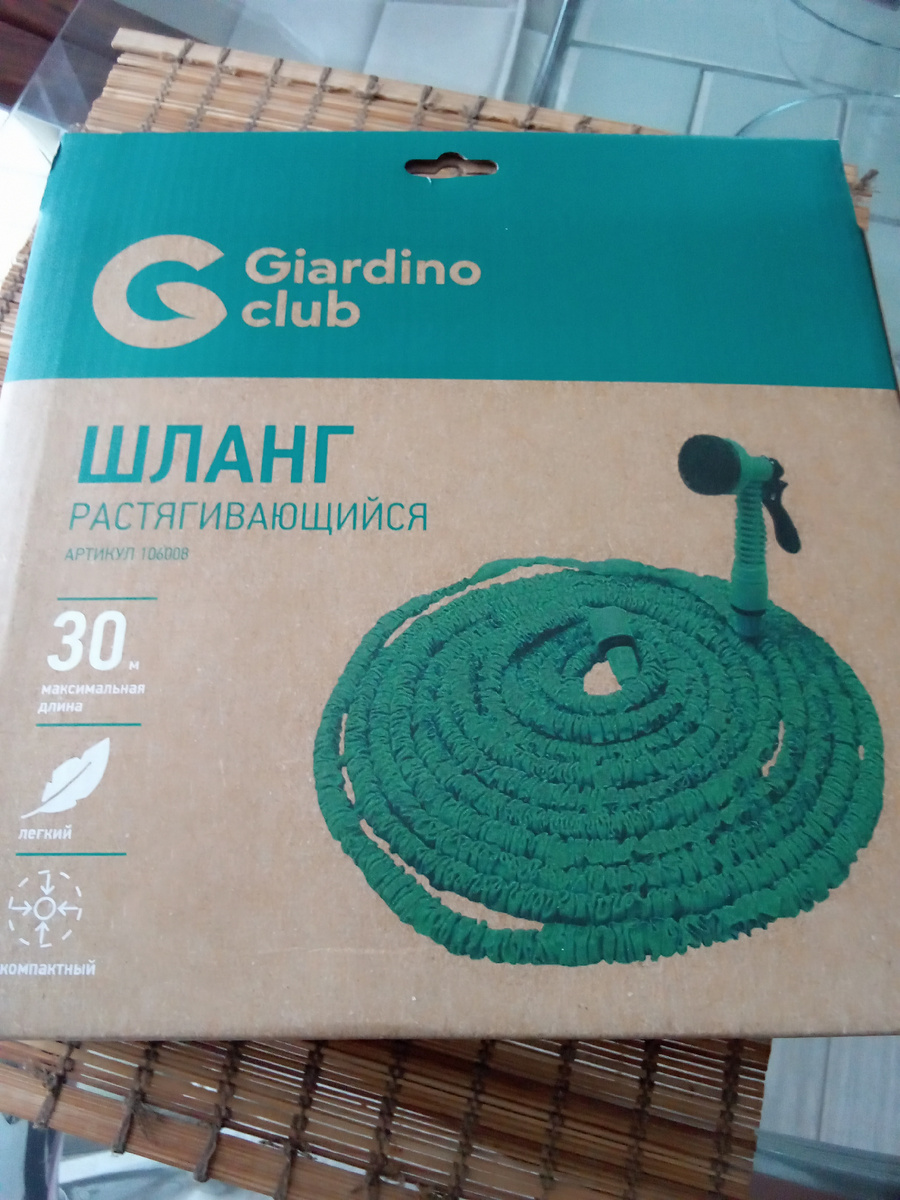 Giardino
club
ШЛАНГ
РАСТЯГИВАЮЩИЙСЯ
АРТИКУЛ 106008
30 м
максимальная
длина
легкий
компактный